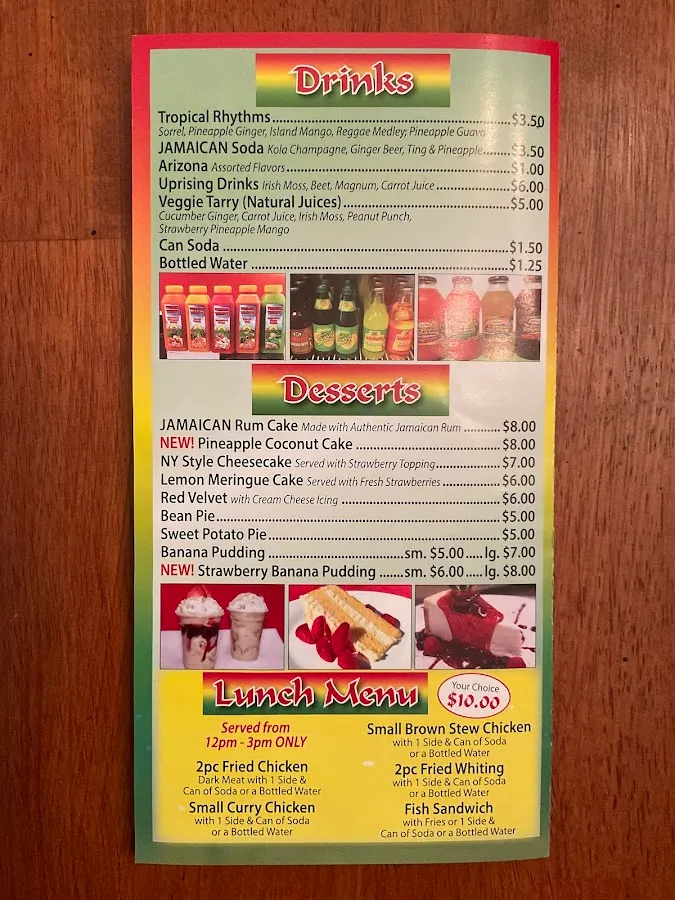 Drinks
Tropical Rhythms..........$3.50
Sorrel, Pineapple Ginger, Island Mango, Reggae Medley; Pineapple Guava
JAMAICAN Soda Kola Champagne, Ginger Beer, Ting & Pineapple..........$3.50
Arizona Assorted Flavors..........$1.00
Uprising Drinks Irish Moss, Beet, Magnum, Carrot Juice..........$6.00
Veggie Tarry (Natural Juices)..........$5.00
Cucumber Ginger, Carrot Juice, Irish Moss, Peanut Punch,
Strawberry Pineapple Mango
Can Soda..........$1.50
Bottled Water..........$1.25
Desserts
JAMAICAN Rum Cake Made with Authentic Jamaican Rum..........$8.00
NEW! Pineapple Coconut Cake..........$8.00
NY Style Cheesecake Served with Strawberry Topping..........$7.00
Lemon Meringue Cake Served with Fresh Strawberries..........$6.00
Red Velvet with Cream Cheese Icing..........$6.00
Bean Pie..........$5.00
Sweet Potato Pie..........$5.00
Banana Pudding..........sm. $5.00.....lg. $7.00
NEW! Strawberry Banana Pudding.......sm. $6.00.....lg. $8.00
Lunch Menu
Your Choice
$10.00
Served from
12pm - 3pm ONLY
2pc Fried Chicken
Dark Meat with 1 Side &
Can of Soda or a Bottled Water
Small Curry Chicken
with 1 Side & Can of Soda
or a Bottled Water
Small Brown Stew Chicken
with 1 Side & Can of Soda
or a Bottled Water
2pc Fried Whiting
with 1 Side & Can of Soda
or a Bottled Water
Fish Sandwich
with Fries or 1 Side &
Can of Soda or a Bottled Water